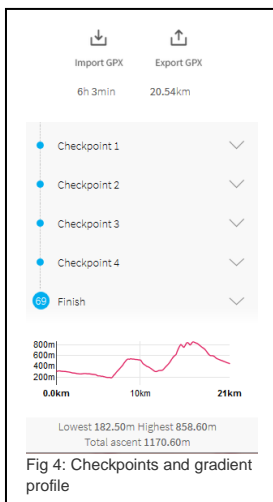 Import GPX Export GPX
6h 3min 20.54km
Checkpoint 1
Checkpoint 2
Checkpoint 3
Checkpoint 4
69 Finish
800m
600m
400m
200m
0.0km 10km 21km
Lowest 182.50m Highest 858.60m
Total ascent 1170.60m
Fig 4: Checkpoints and gradient
profile